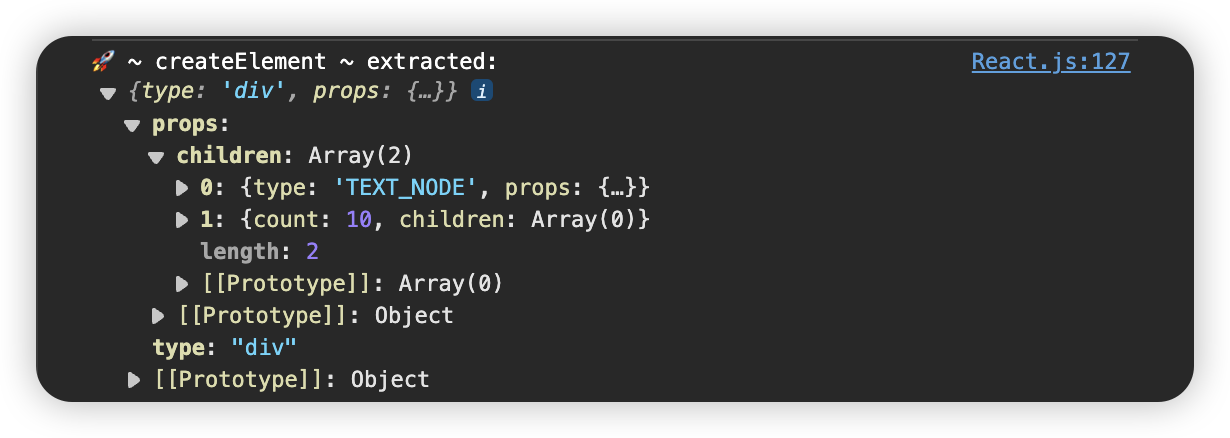 🚀 ~ createElement ~ extracted: React.js:127
▼ {type: 'div', props: {…}} i
▼ props:
▼ children: Array(2)
▶ 0: {type: 'TEXT_NODE', props: {…}}
▶ 1: {count: 10, children: Array(0)}
length: 2
▶ [[Prototype]]: Array(0)
▶ [[Prototype]]: Object
type: "div"
▶ [[Prototype]]: Object